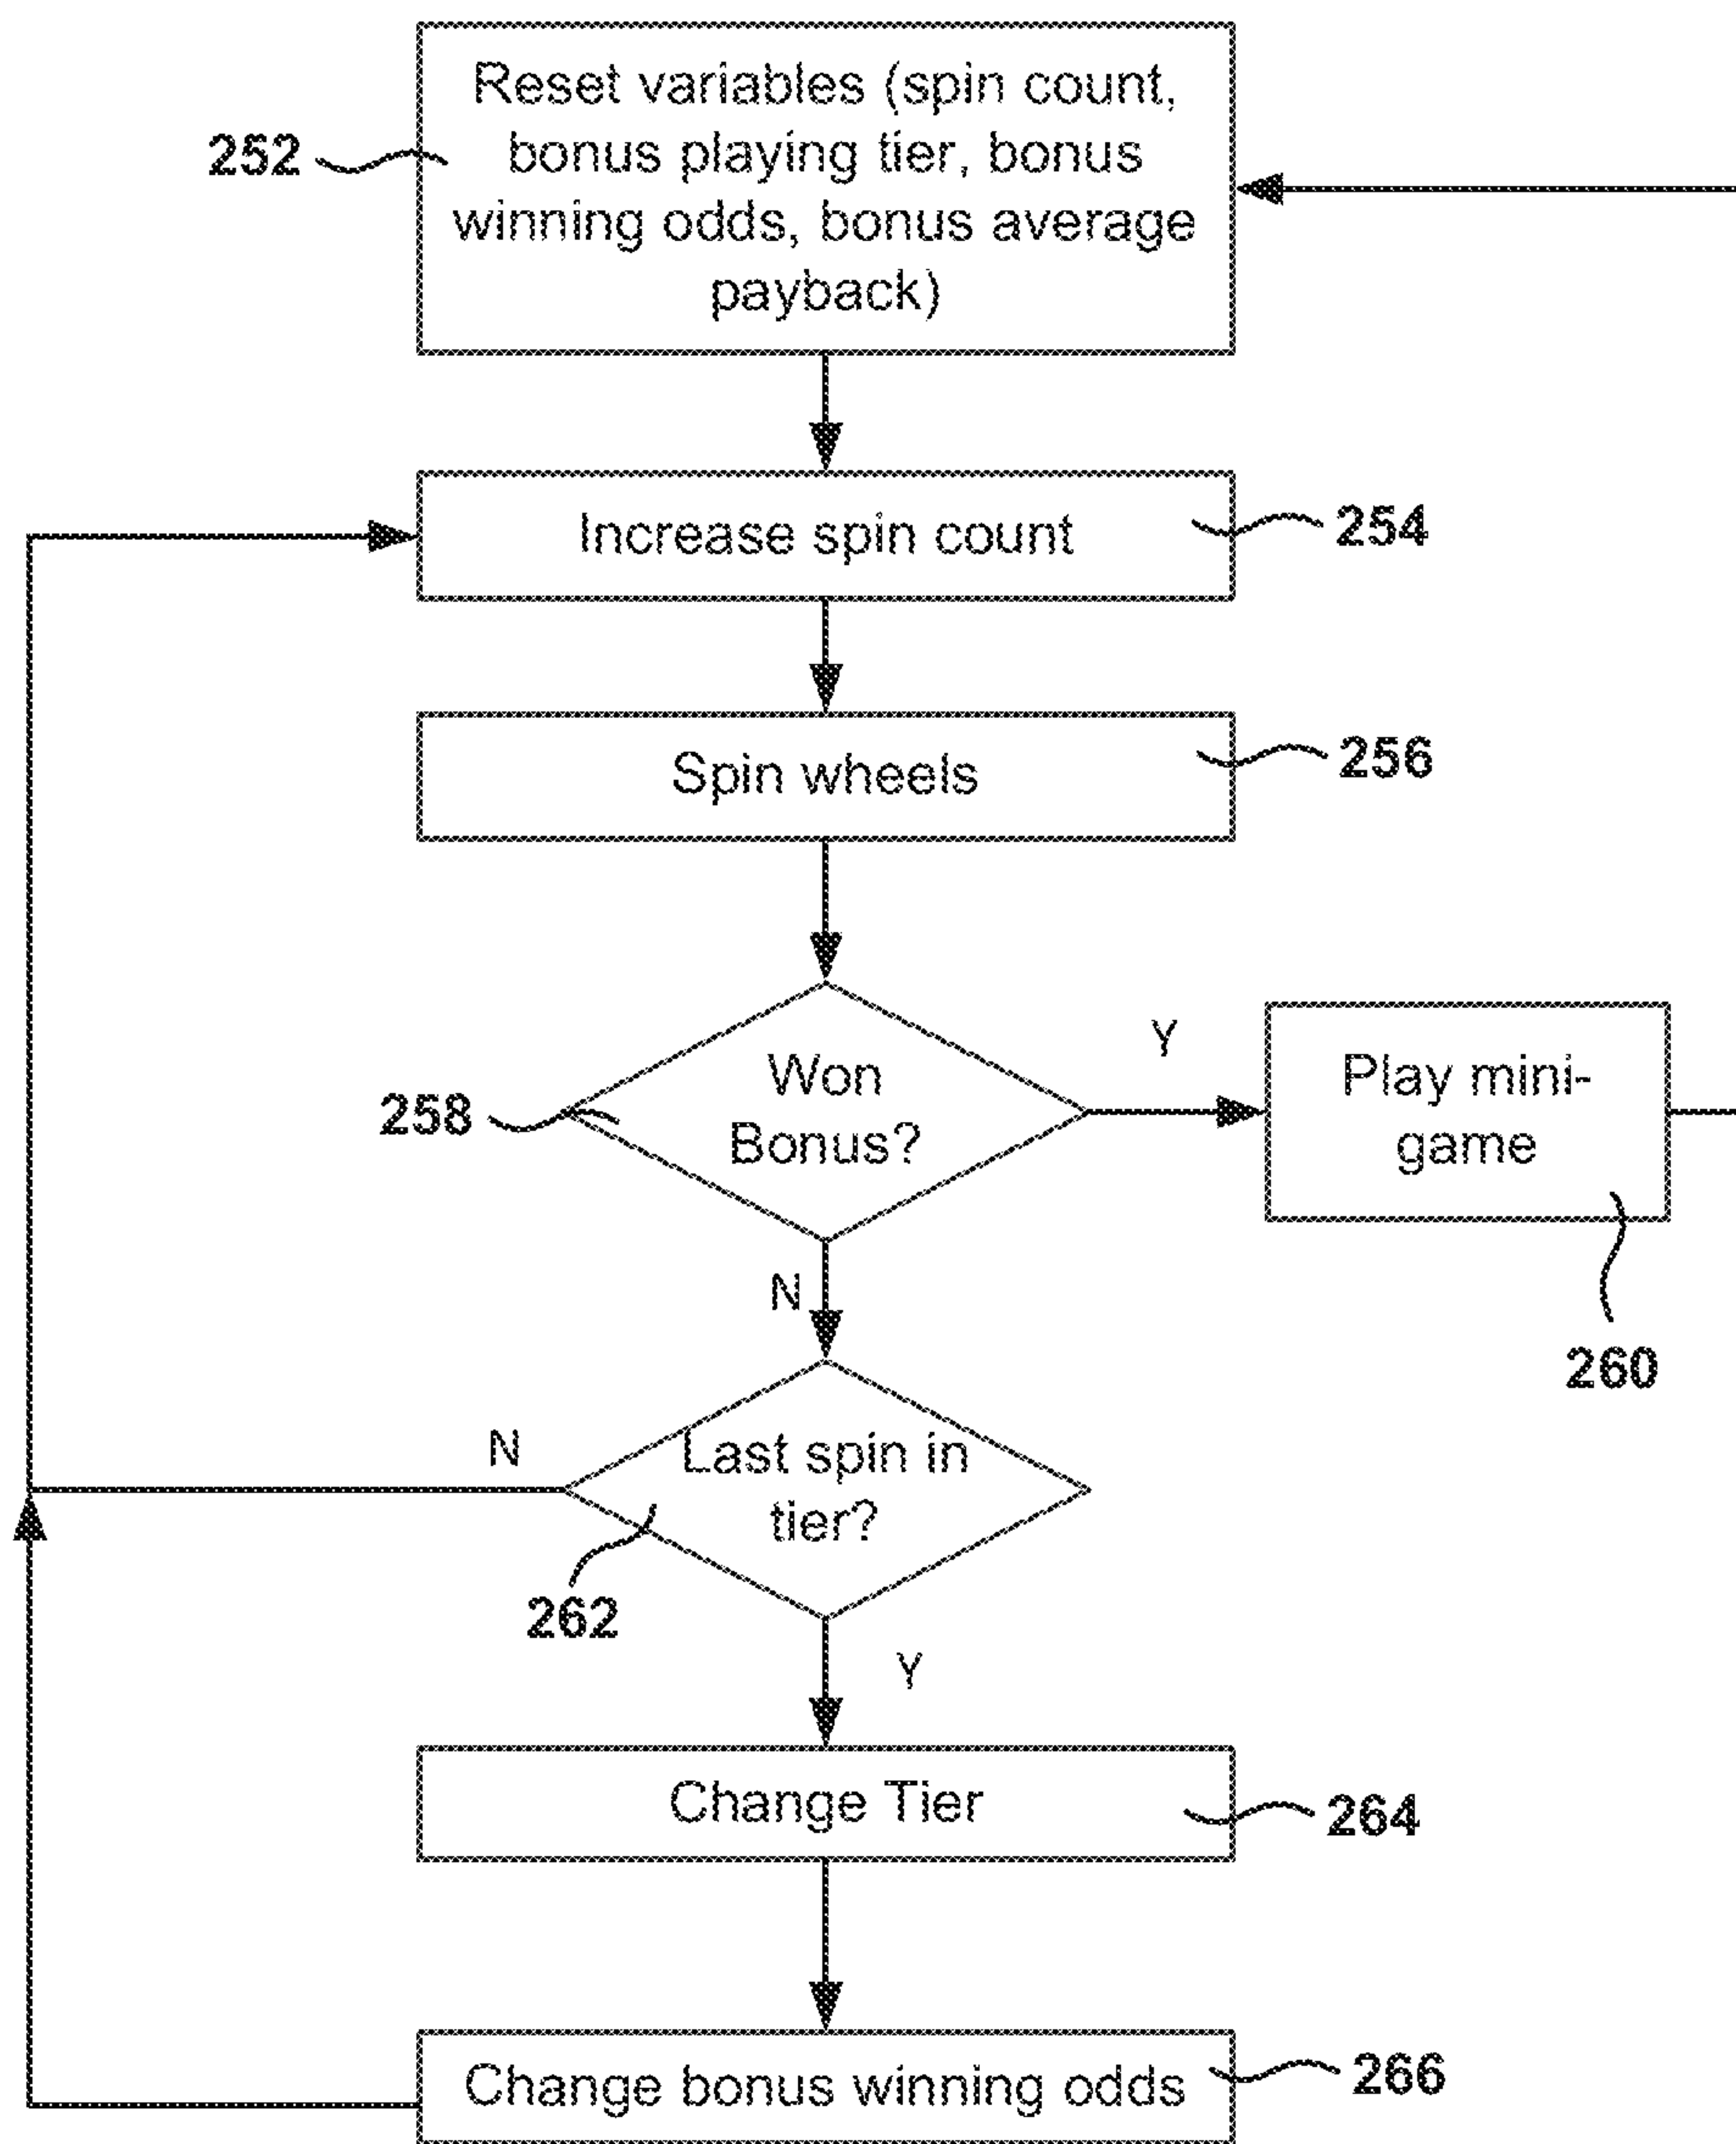 Reset variables (spin count,
bonus playing tier, bonus
winning odds, bonus average
payback)
252
Increase spin count
254
Spin wheels
256
Won
Bonus?
258
Y
Play mini-
game
260
N
Last spin in
tier?
N
262
Y
Change Tier
264
Change bonus winning odds
266